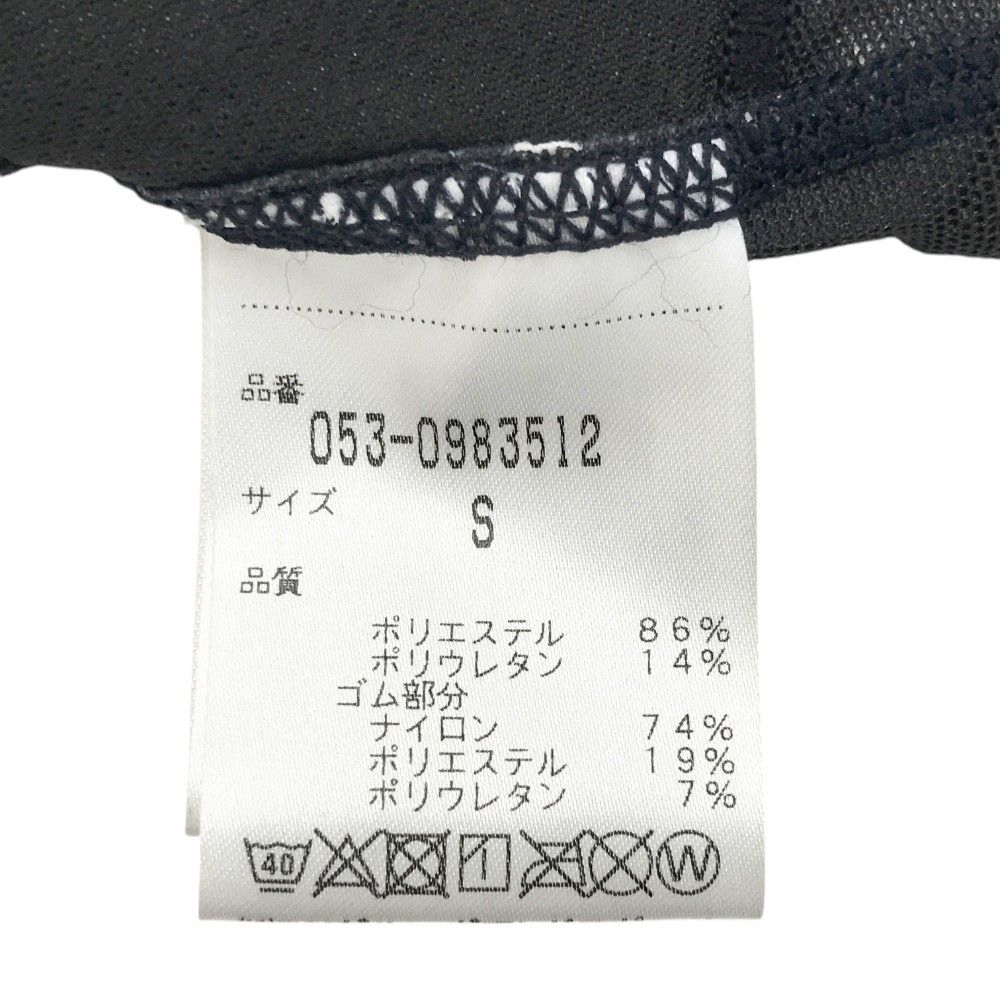 品番
053-0983512
サイズ S
品質
ポリエステル 86%
ポリウレタン 14%
ゴム部分
ナイロン 74%
ポリエステル 19%
ポリウレタン 7%
40 W